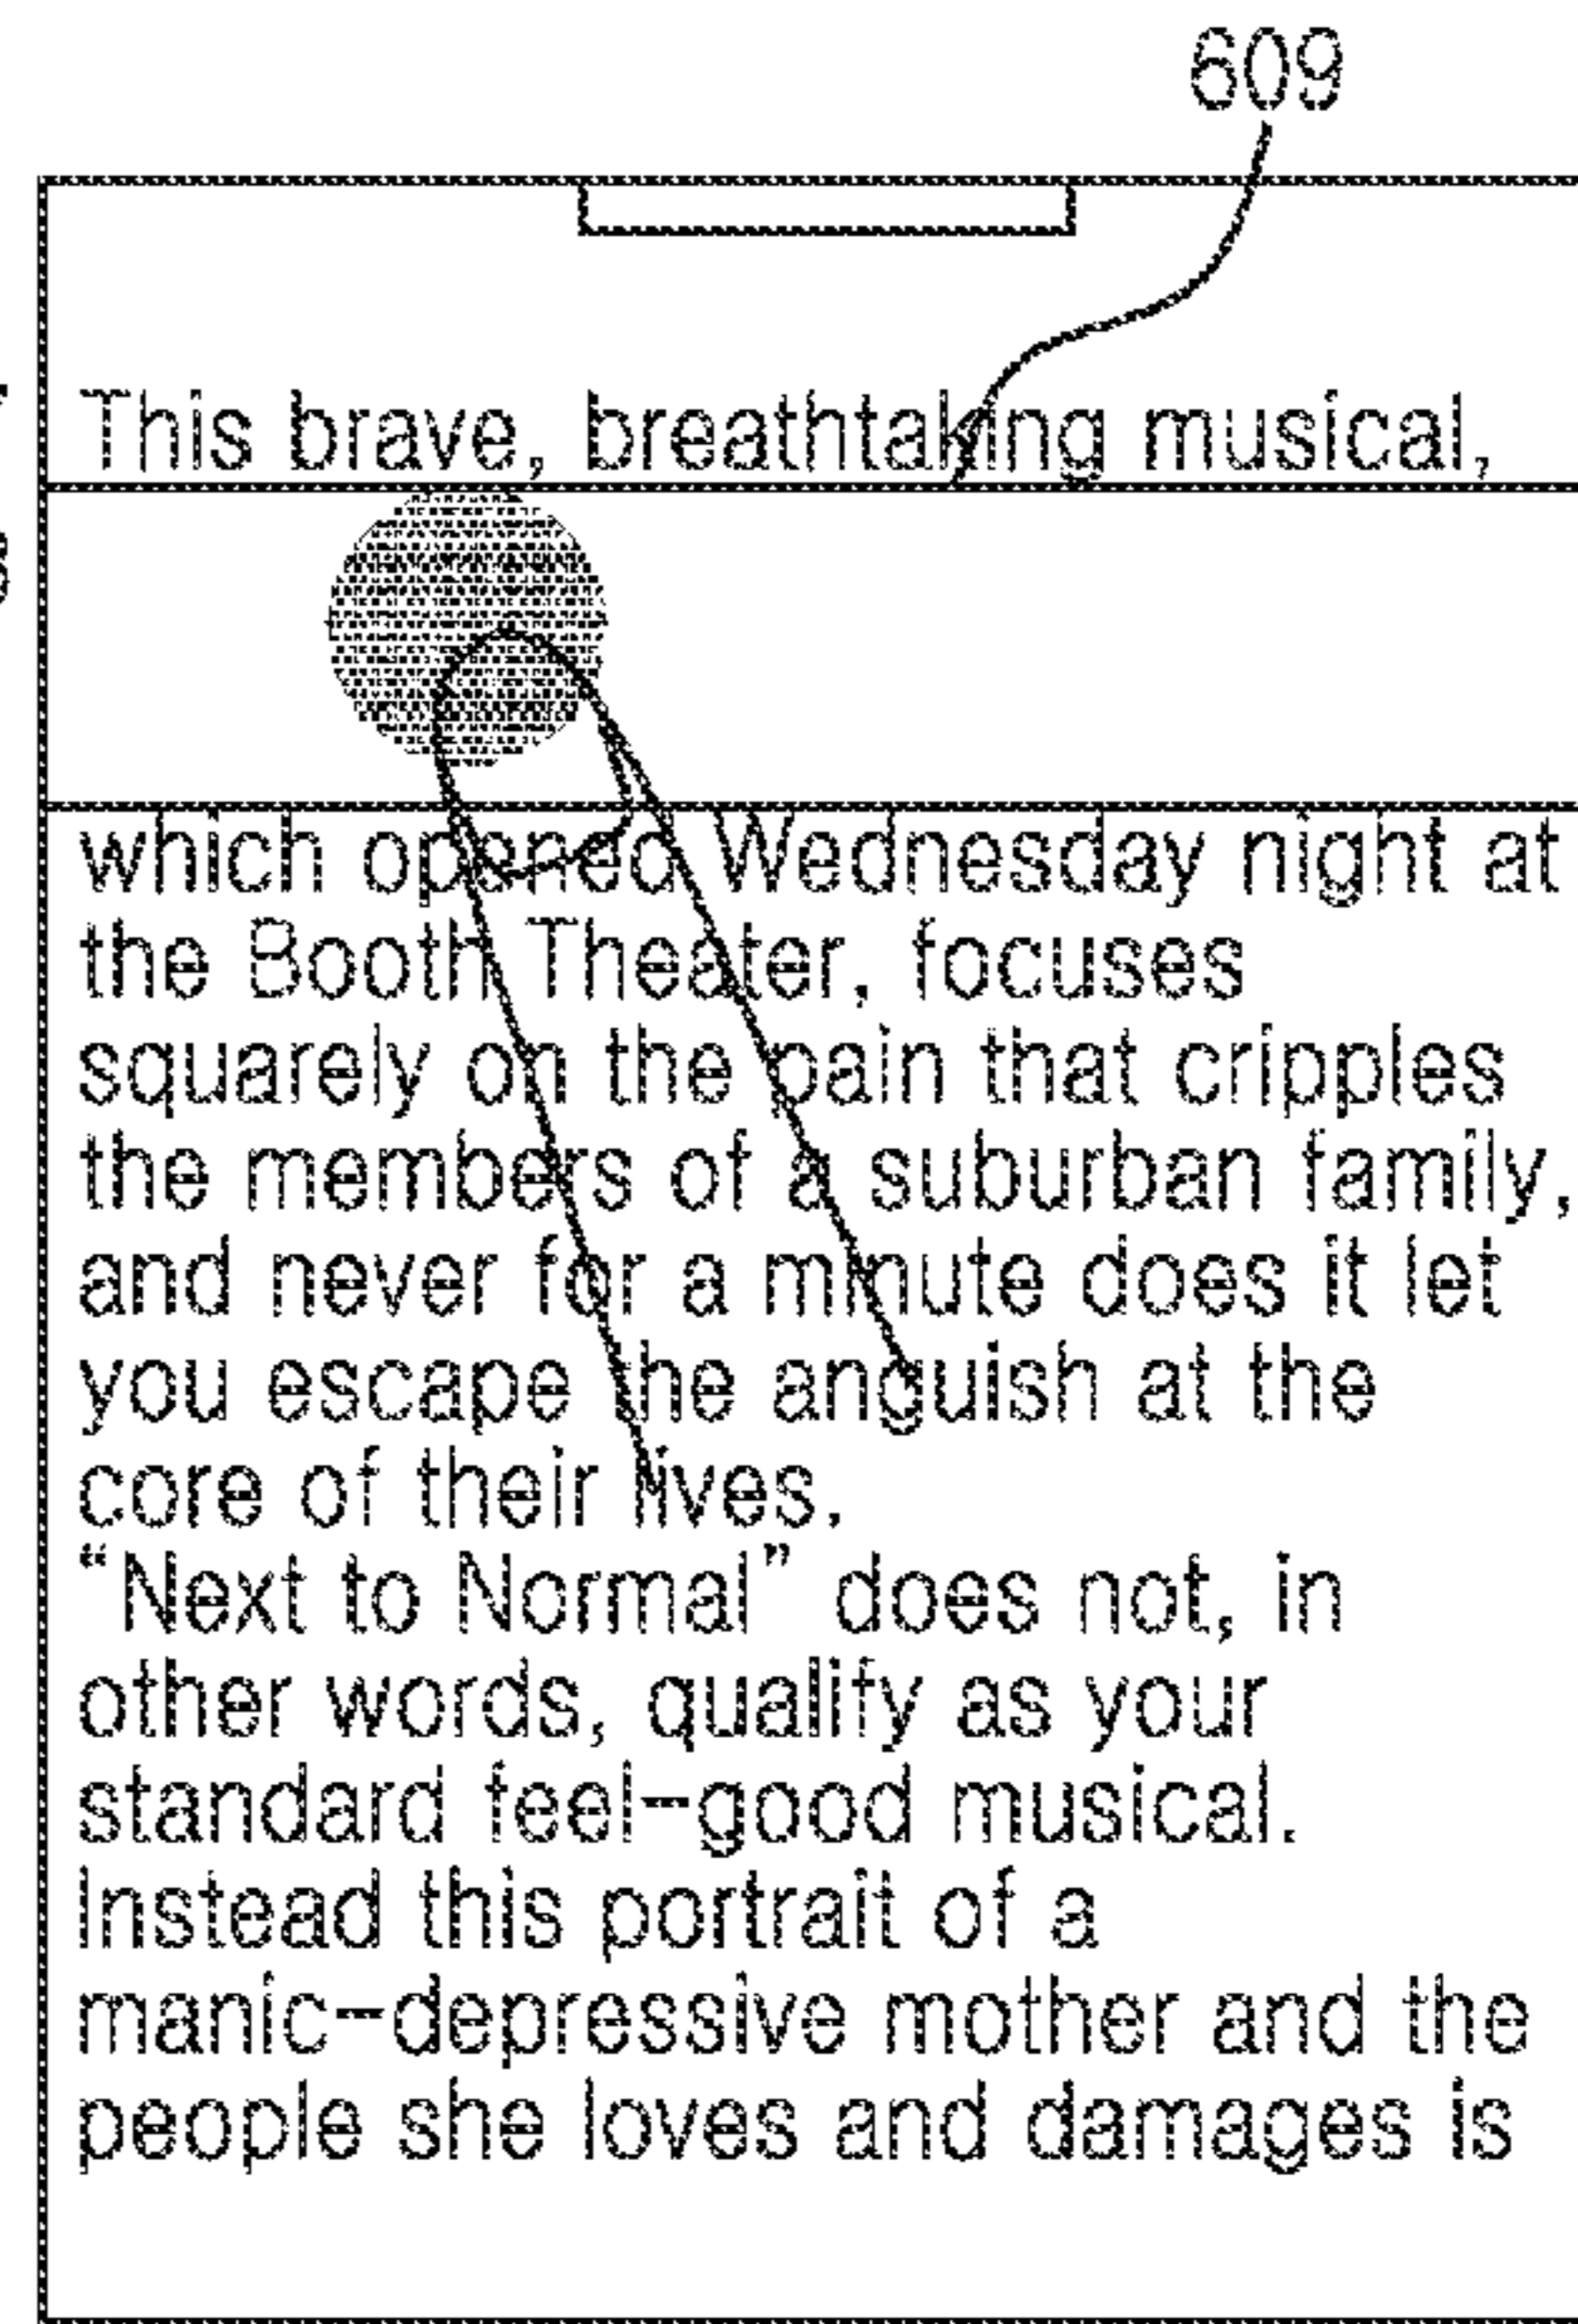 609
This brave, breathtaking musical,
which opened Wednesday night at
the Booth Theater, focuses
squarely on the pain that cripples
the members of a suburban family,
and never for a minute does it let
you escape the anguish at the
core of their lives.
“Next to Normal” does not, in
other words, qualify as your
standard feel-good musical.
Instead this portrait of a
manic-depressive mother and the
people she loves and damages is